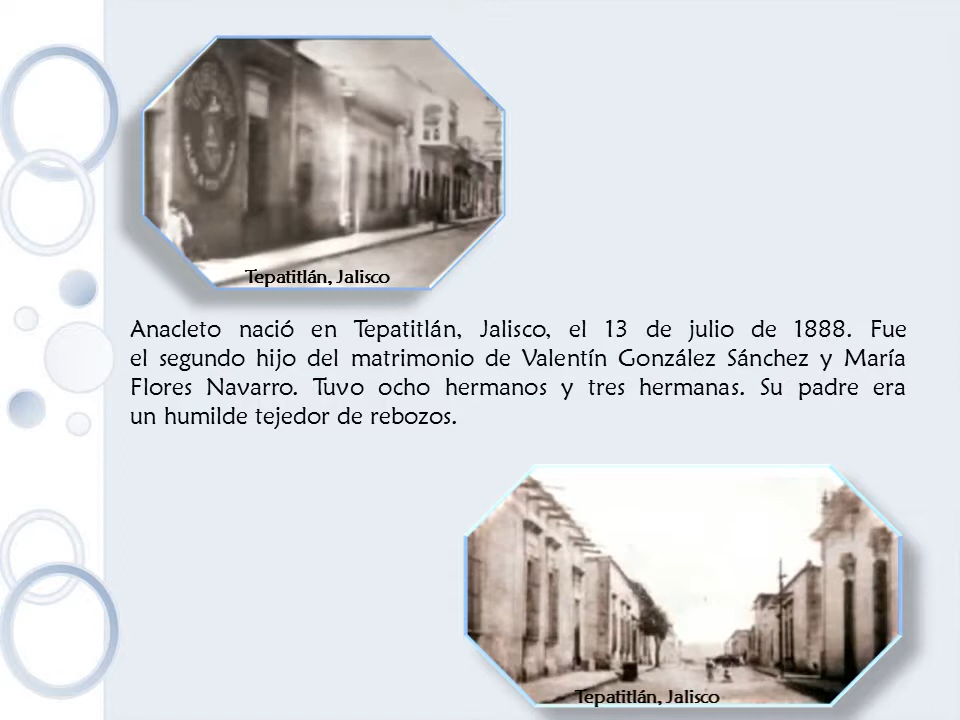 Tepatitlán, Jalisco
Anacleto nació en Tepatitlán, Jalisco, el 13 de julio de 1888. Fue
el segundo hijo del matrimonio de Valentín González Sánchez y María
Flores Navarro. Tuvo ocho hermanos y tres hermanas. Su padre era
un humilde tejedor de rebozos.
Tepatitlán, Jalisco